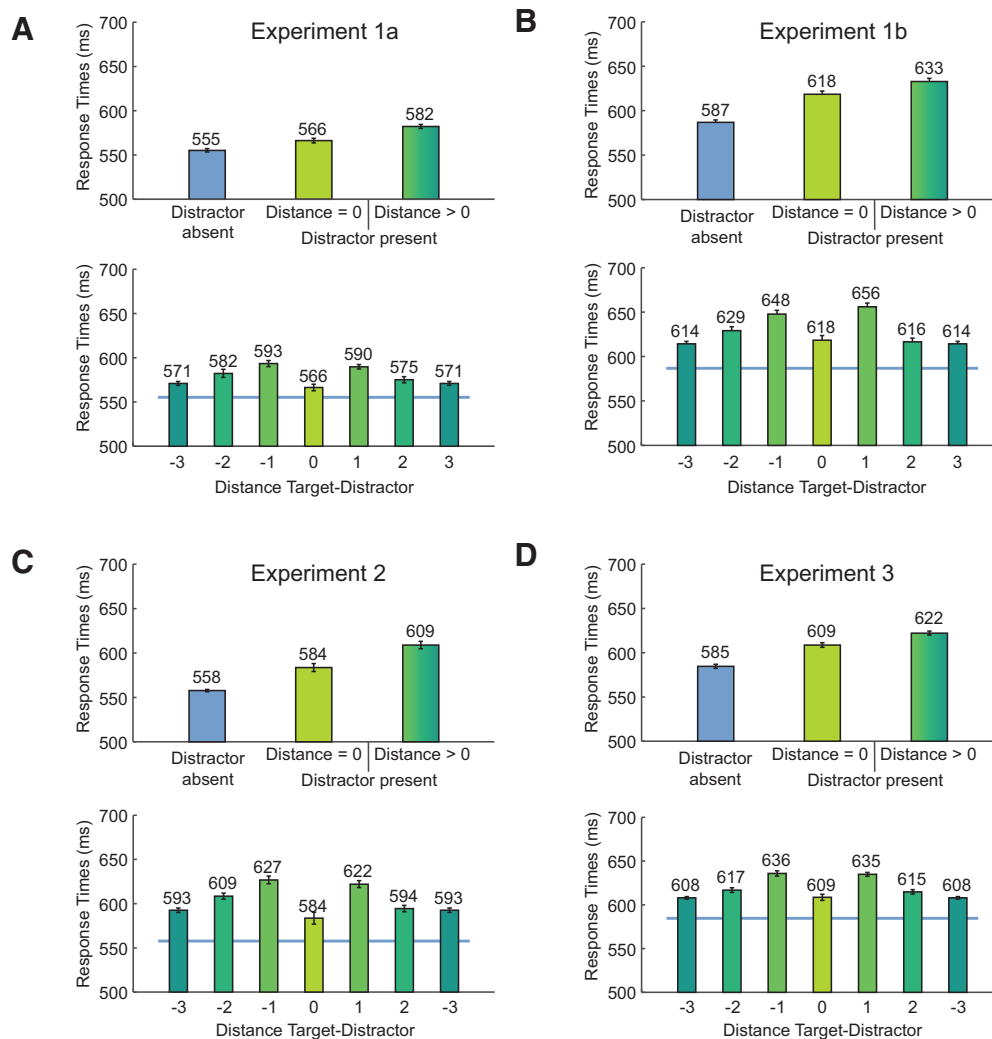 A
Experiment 1a
Response Times (ms)
700
650
600
550
500
555
566
582
Distractor absent
Distance = 0
Distance > 0
Distractor present
Response Times (ms)
700
650
600
550
500
571
582
593
566
590
575
571
-3 -2 -1 0 1 2 3
Distance Target-Distractor
B
Experiment 1b
Response Times (ms)
700
650
600
550
500
587
618
633
Distractor absent
Distance = 0
Distance > 0
Distractor present
Response Times (ms)
700
650
600
550
500
614
629
648
618
656
616
614
-3 -2 -1 0 1 2 3
Distance Target-Distractor
C
Experiment 2
Response Times (ms)
700
650
600
550
500
558
584
609
Distractor absent
Distance = 0
Distance > 0
Distractor present
Response Times (ms)
700
650
600
550
500
593
609
627
584
622
594
593
-3 -2 -1 0 1 2 -3
Distance Target-Distractor
D
Experiment 3
Response Times (ms)
700
650
600
550
500
585
609
622
Distractor absent
Distance = 0
Distance > 0
Distractor present
Response Times (ms)
700
650
600
550
500
608
617
636
609
635
615
608
-3 -2 -1 0 1 2 -3
Distance Target-Distractor